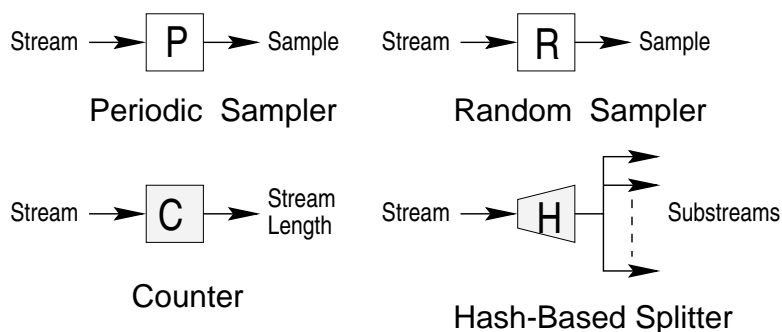 Stream P Sample
Periodic Sampler
Stream R Sample
Random Sampler
Stream C Stream
Length
Counter
Stream H Substreams
Hash-Based Splitter